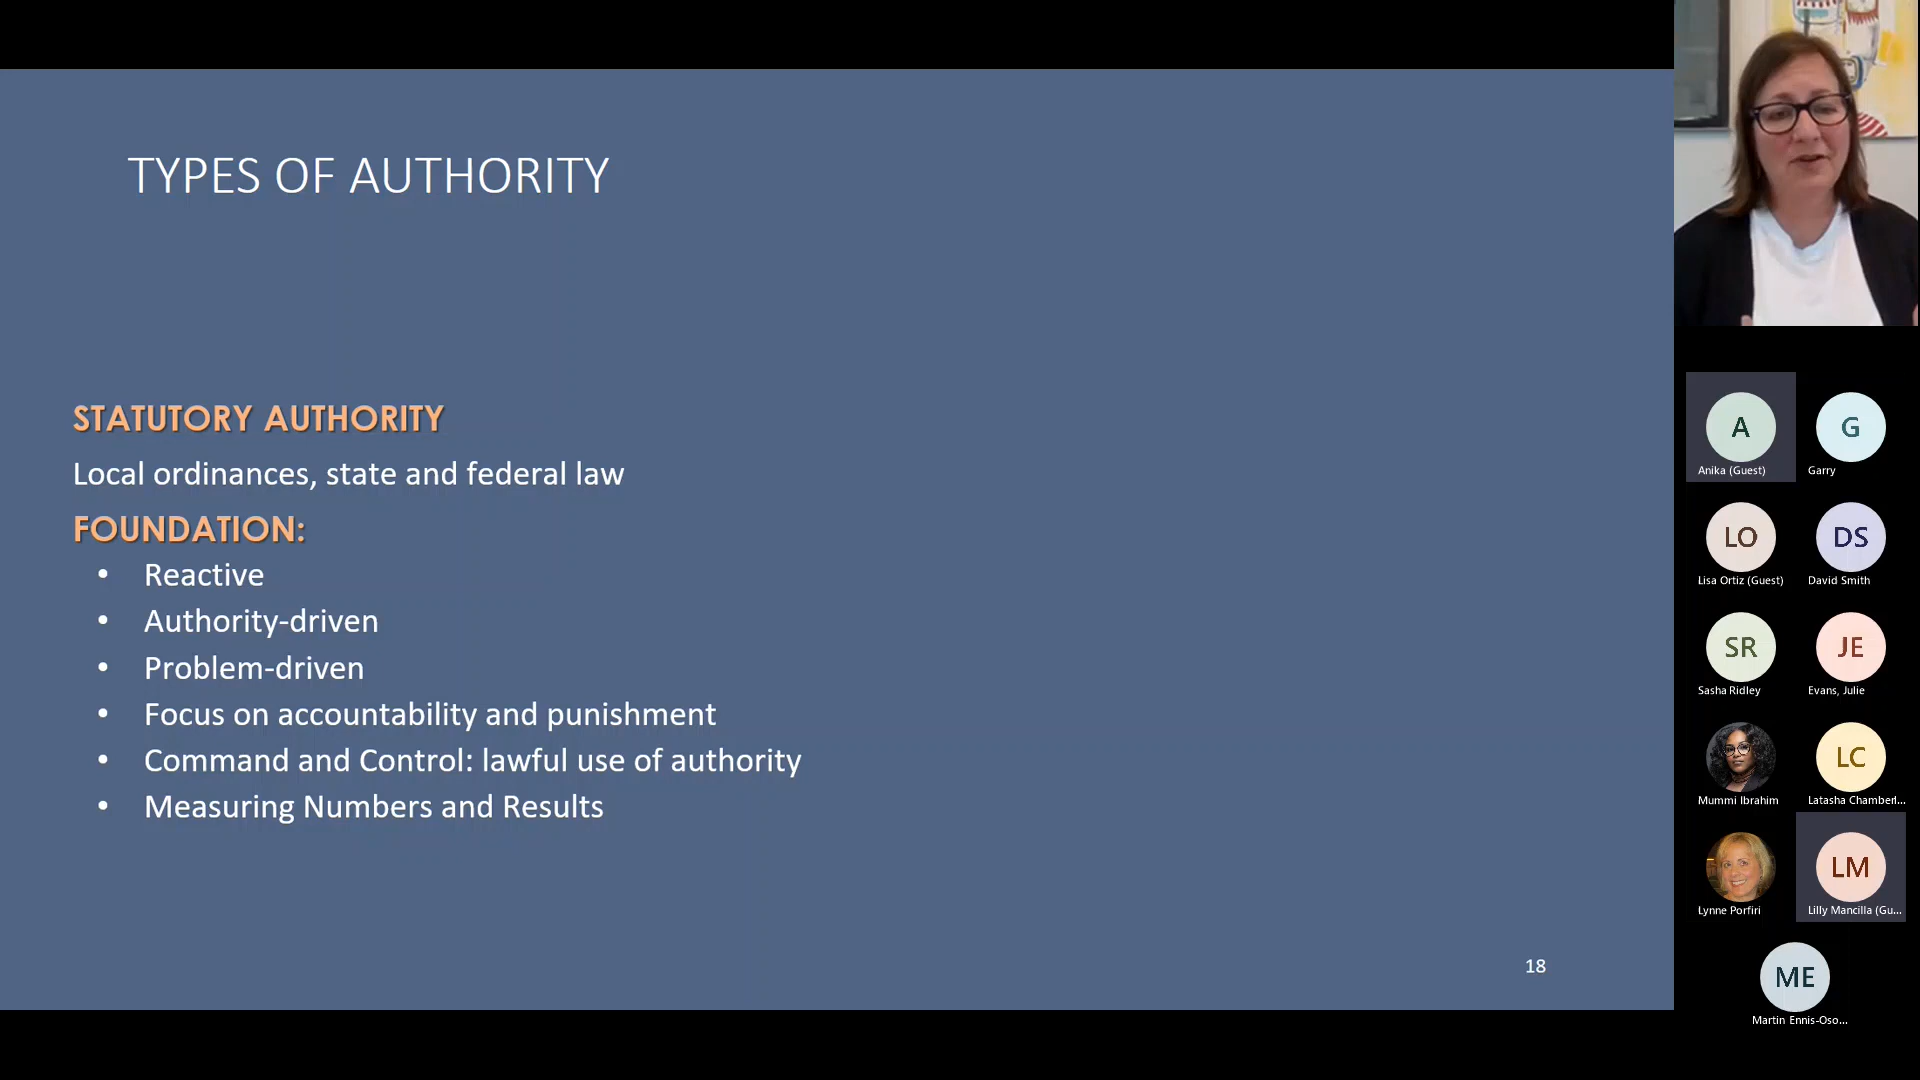 TYPES OF AUTHORITY
STATUTORY AUTHORITY
Local ordinances, state and federal law
FOUNDATION:
• Reactive
• Authority-driven
• Problem-driven
• Focus on accountability and punishment
• Command and Control: lawful use of authority
• Measuring Numbers and Results
18
A
Anika (Guest)
G
Garry
LO
Lisa Ortiz (Guest)
DS
David Smith
SR
Sasha Ridley
JE
Evans, Julie
Mummi Ibrahim
LC
Latasha Chamberl...
Lynne Porfiri
LM
Lilly Mancilla (Gu...
ME
Martin Ennis-Oso...